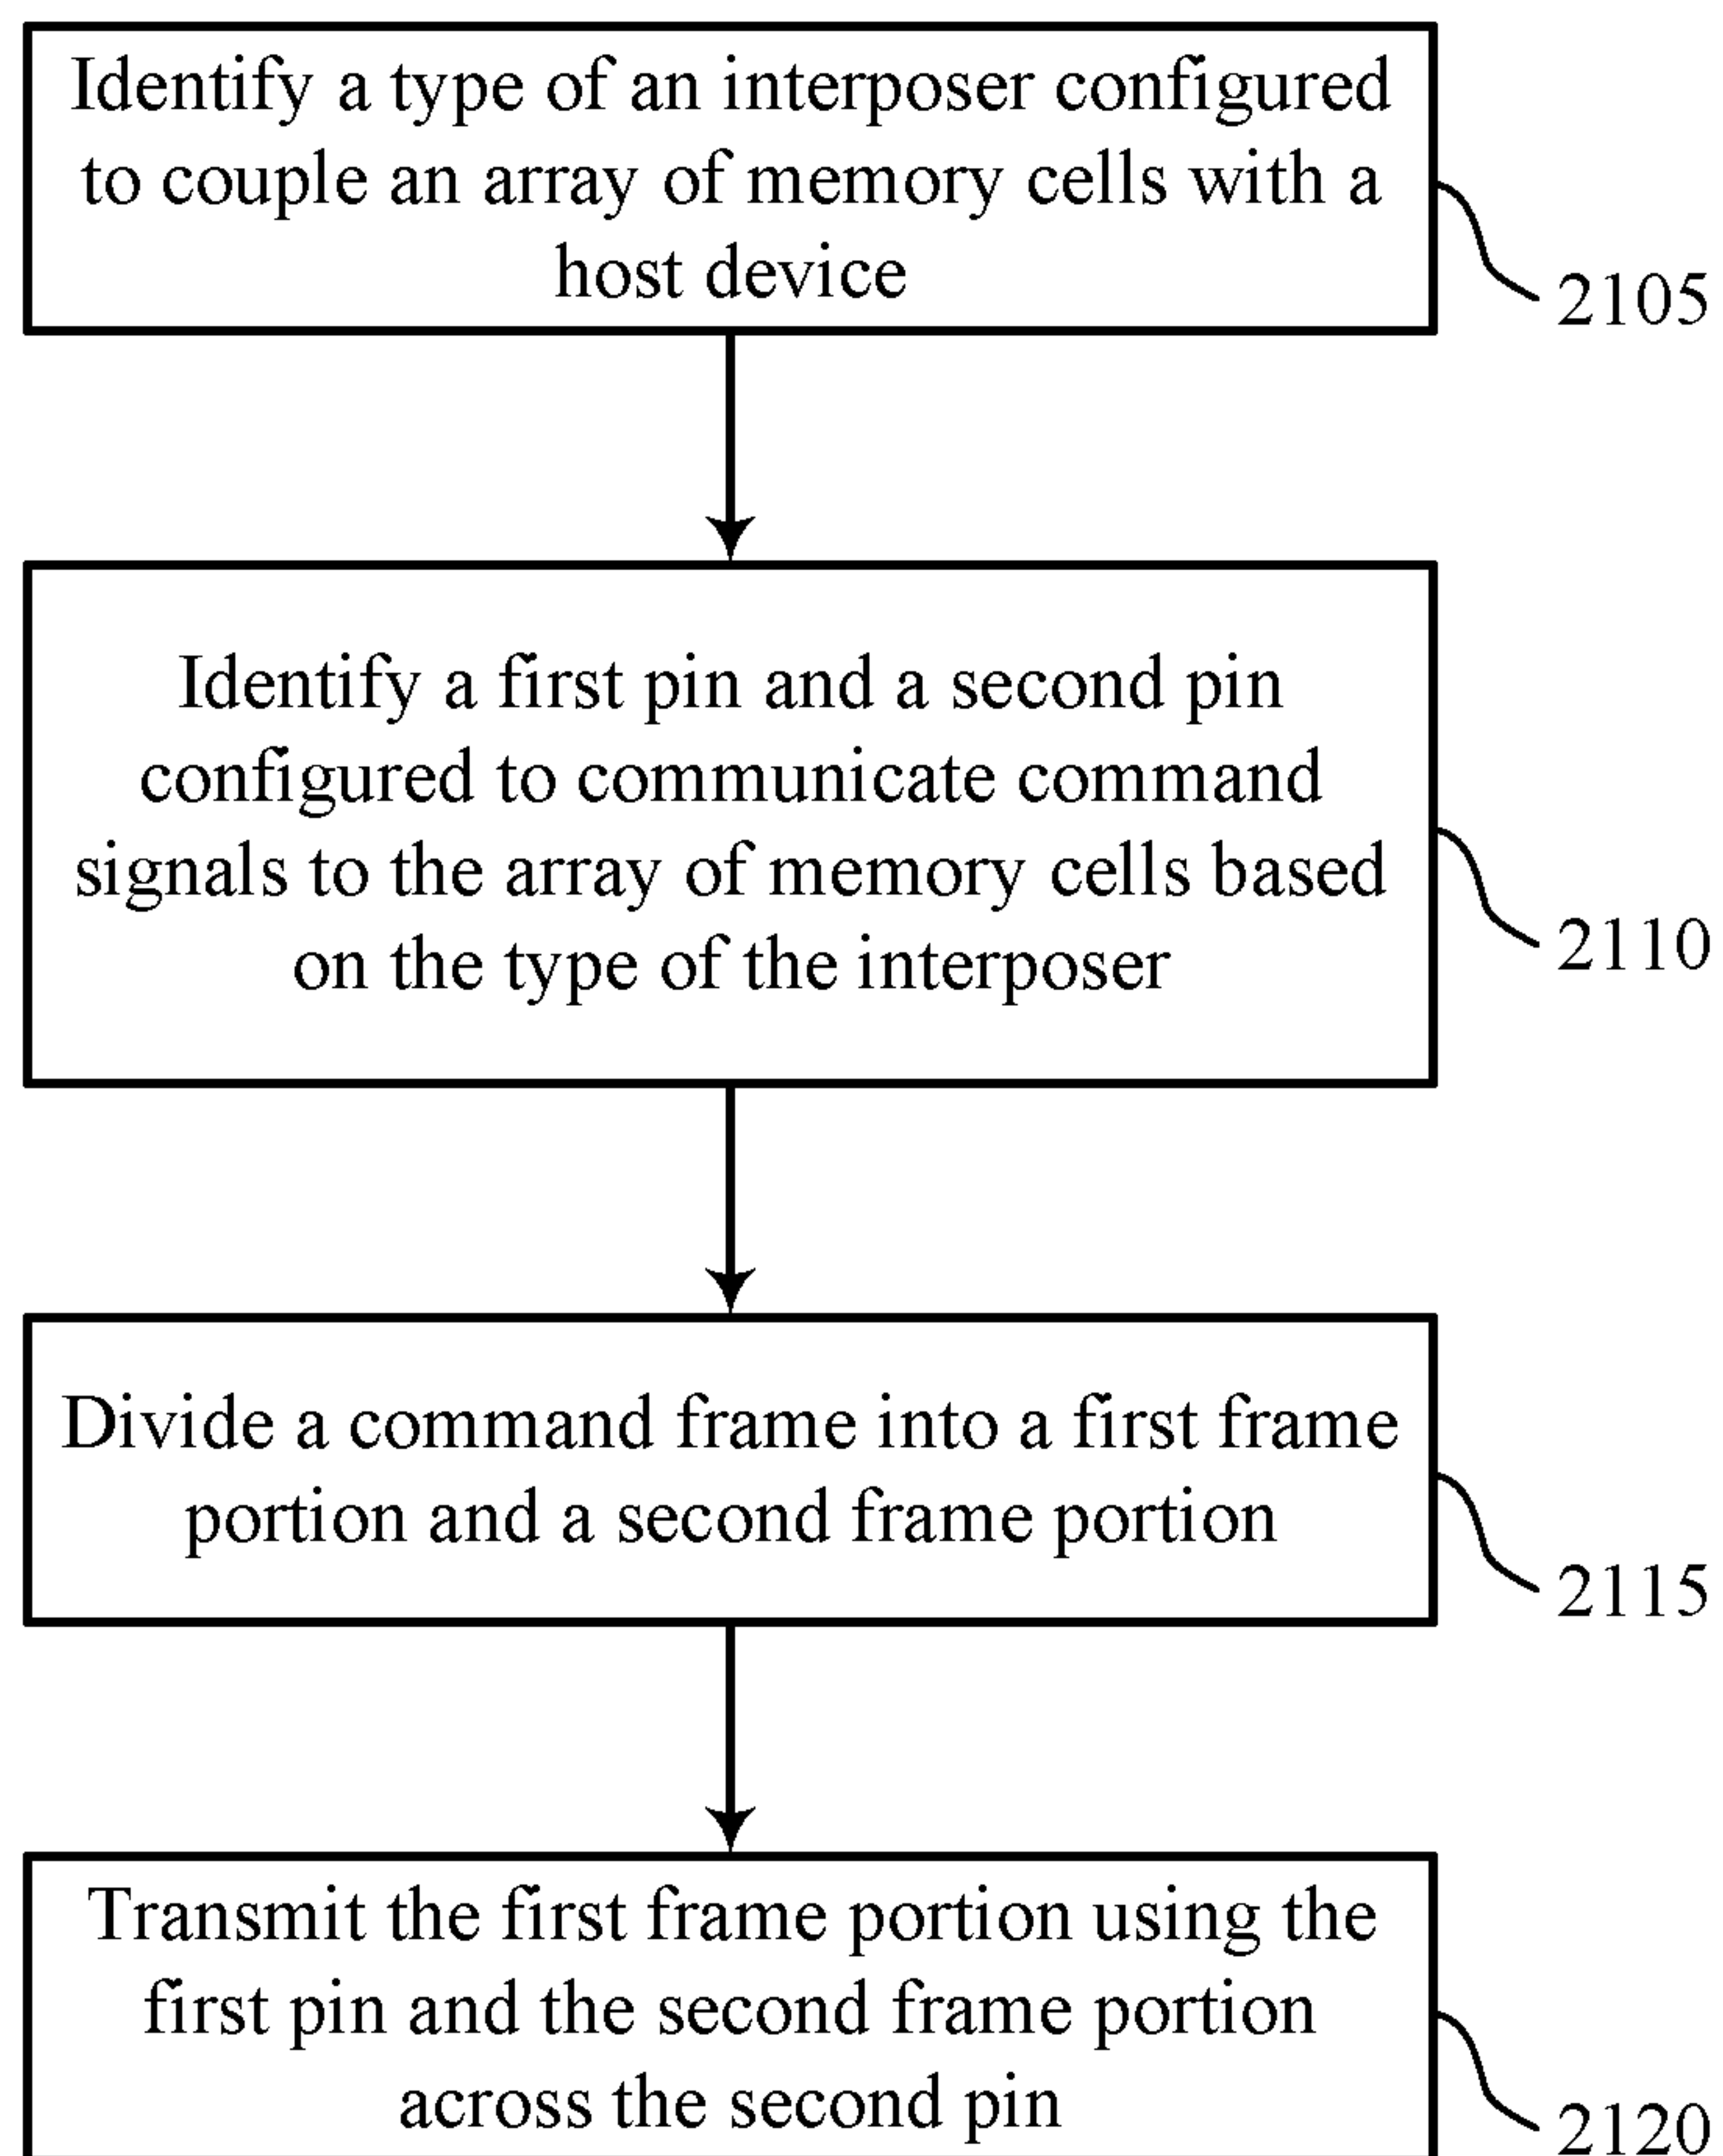 Identify a type of an interposer configured
to couple an array of memory cells with a
host device
2105
Identify a first pin and a second pin
configured to communicate command
signals to the array of memory cells based
on the type of the interposer
2110
Divide a command frame into a first frame
portion and a second frame portion
2115
Transmit the first frame portion using the
first pin and the second frame portion
across the second pin
2120